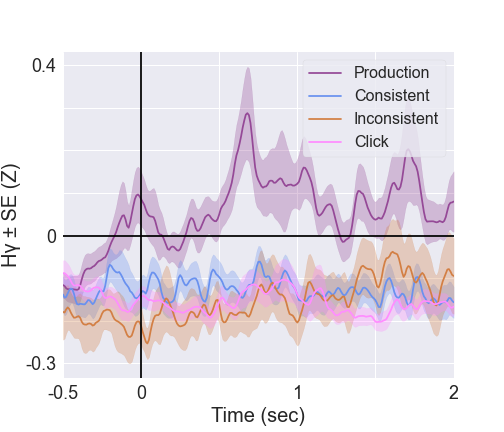 0.4
0
-0.3
Hγ ± SE (Z)
Production
Consistent
Inconsistent
Click
-0.5
0
1
2
Time (sec)